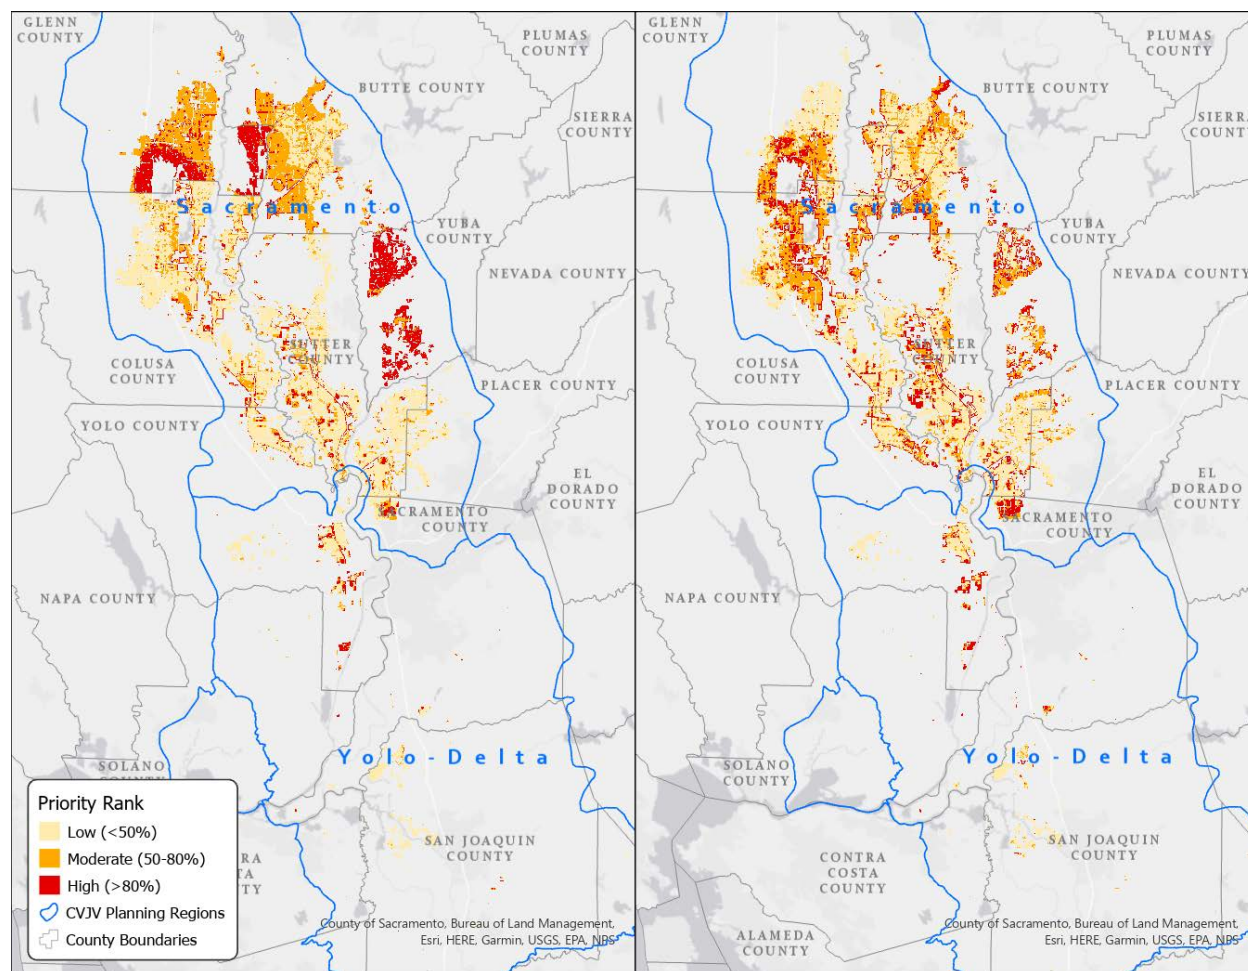 GLENN
COUNTY
PLUMAS
COUNTY
BUTTE COUNTY
SIERRA
COUNTY
Sacramento
YUBA
COUNTY
NEVADA COUNTY
SUTTER
COUNTY
COLUSA
COUNTY
PLACER COUNTY
YOLO COUNTY
EL
DORADO
COUNTY
SACRAMENTO
COUNTY
NAPA COUNTY
Yolo-Delta
SOLANO
COUNTY
SAN JOAQUIN
COUNTY
Priority Rank
Low (<50%)
Moderate (50-80%)
High (>80%)
CVJV Planning Regions
County Boundaries
County of Sacramento, Bureau of Land Management,
Esri, HERE, Garmin, USGS, EPA, NPS
GLENN
COUNTY
PLUMAS
COUNTY
BUTTE COUNTY
SIERRA
COUNTY
Sacramento
YUBA
COUNTY
NEVADA COUNTY
SUTTER
COUNTY
COLUSA
COUNTY
PLACER COUNTY
YOLO COUNTY
EL
DORADO
COUNTY
SACRAMENTO
COUNTY
NAPA COUNTY
Yolo-Delta
SOLANO
COUNTY
SAN JOAQUIN
COUNTY
CONTRA
COSTA
COUNTY
ALAMEDA
COUNTY
County of Sacramento, Bureau of Land Management,
Esri, HERE, Garmin, USGS, EPA, NPS